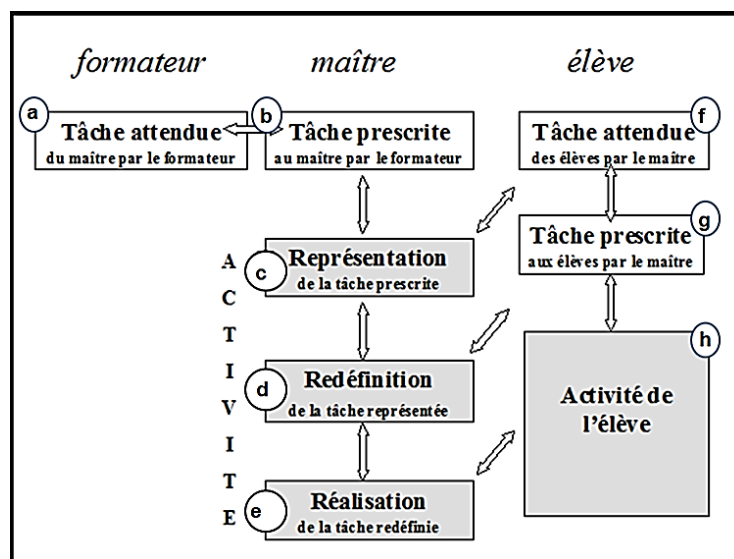 formateur maître élève
a b f
Tâche attendue Tâche prescrite Tâche attendue
du maître par le formateur au maître par le formateur des élèves par le maître
g
Tâche prescrite
aux élèves par le maître
A
C
T
I
V
I
T
E
c
Représentation
de la tâche prescrite
h
d
Redéfinition
de la tâche représentée
Activité de
l'élève
e
Réalisation
de la tâche redéfinie